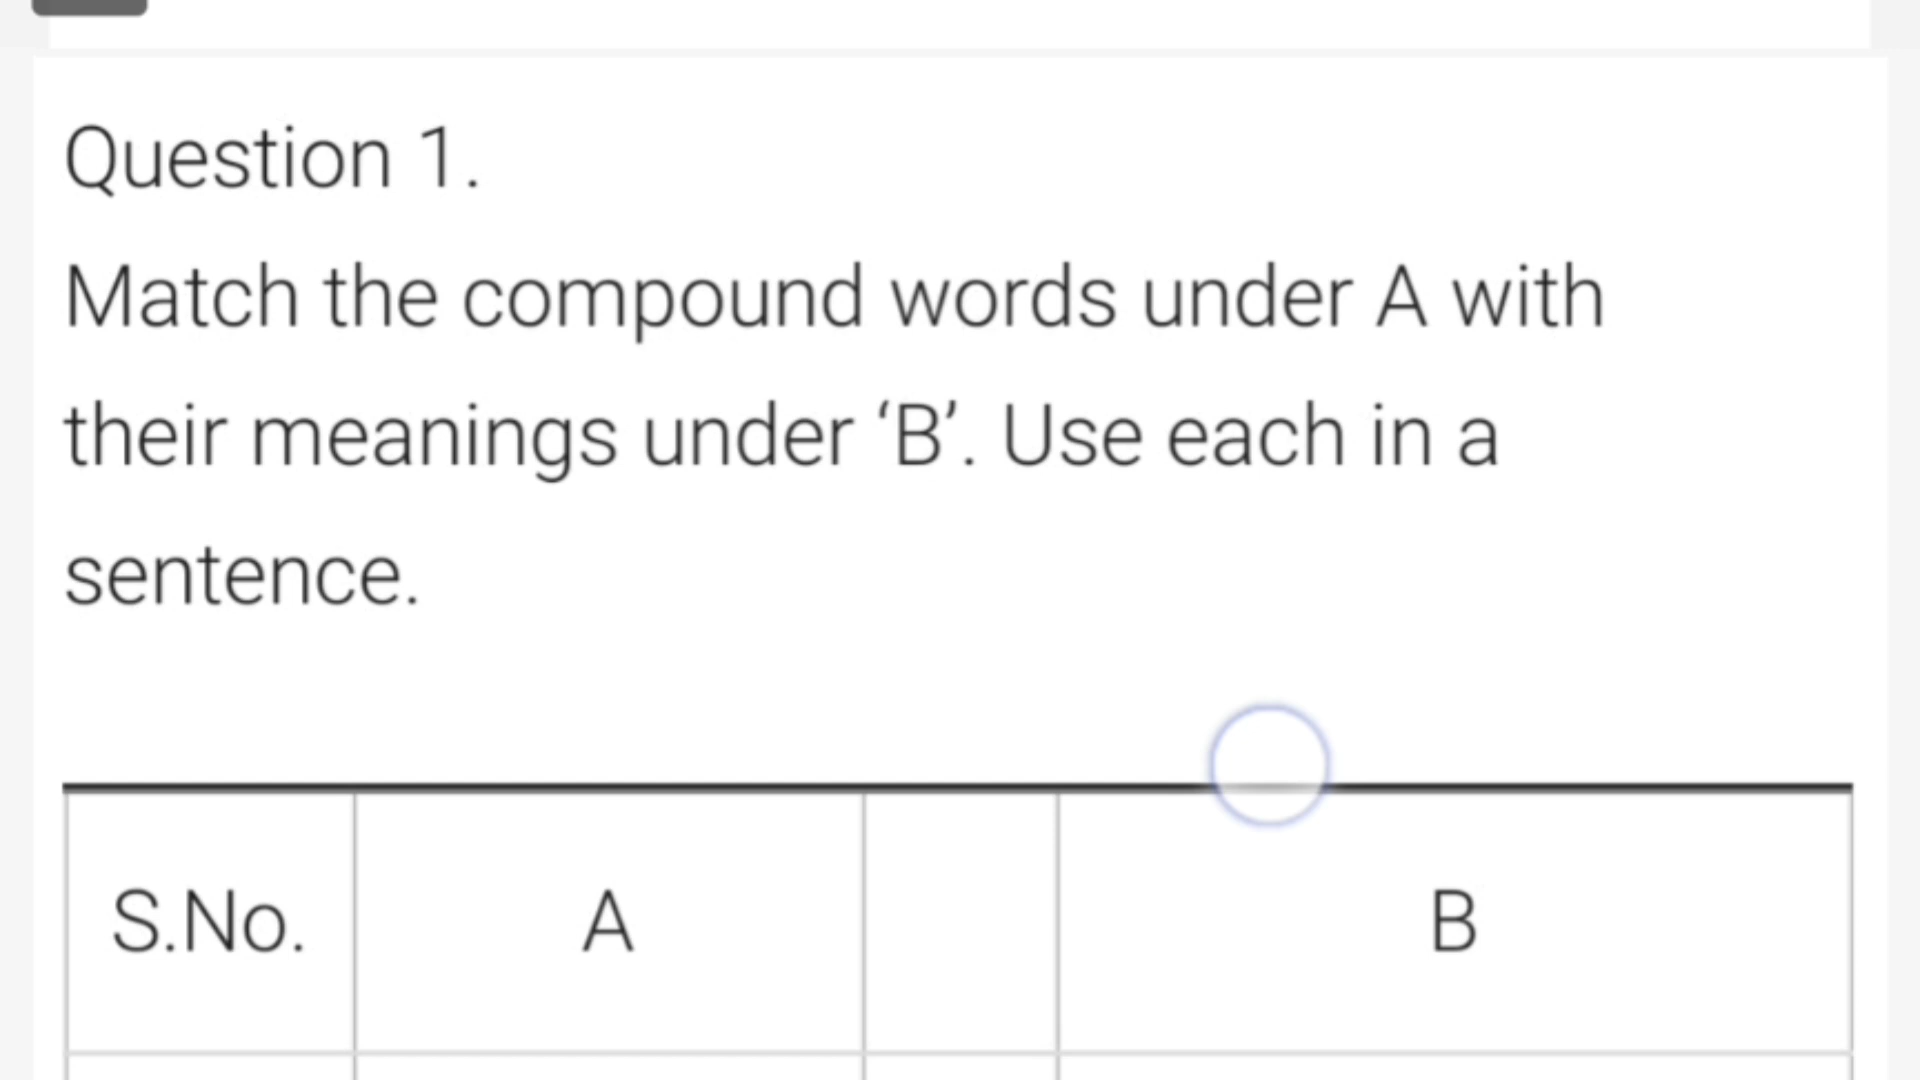 Question 1.
Match the compound words under A with
their meanings under ‘B’. Use each in a
sentence.
S.No. A B